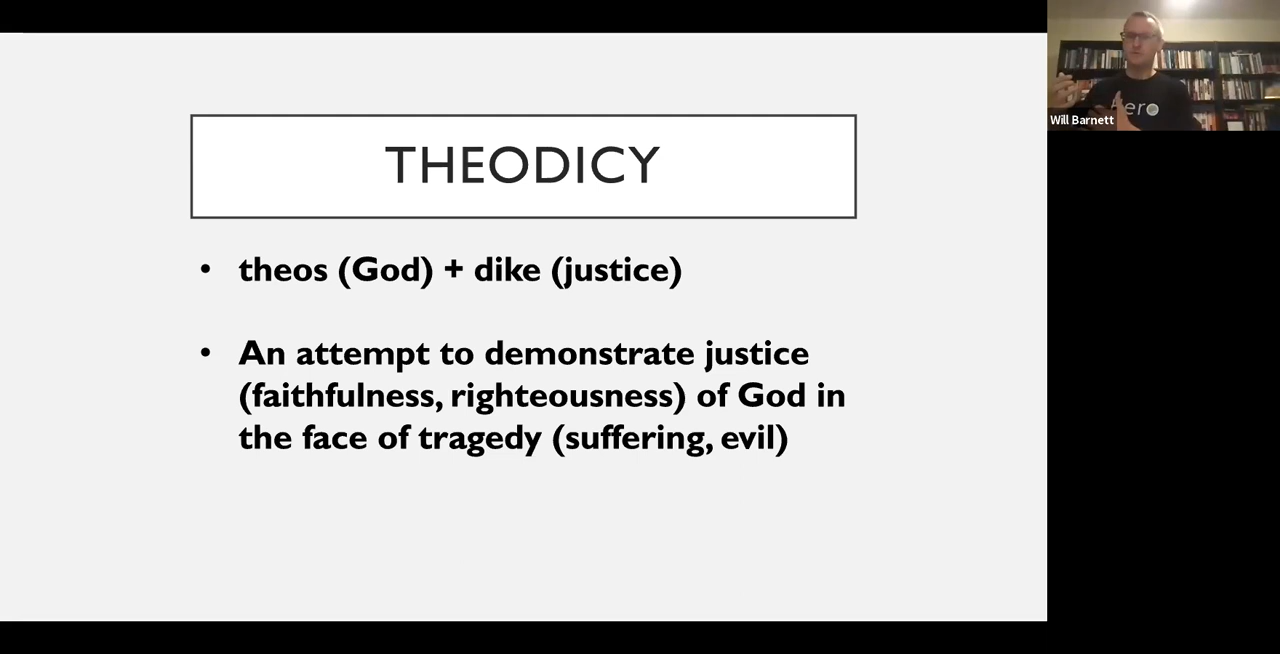 THEODICY
• theos (God) + dike (justice)
• An attempt to demonstrate justice
(faithfulness, righteousness) of God in
the face of tragedy (suffering, evil)
Will Barnett